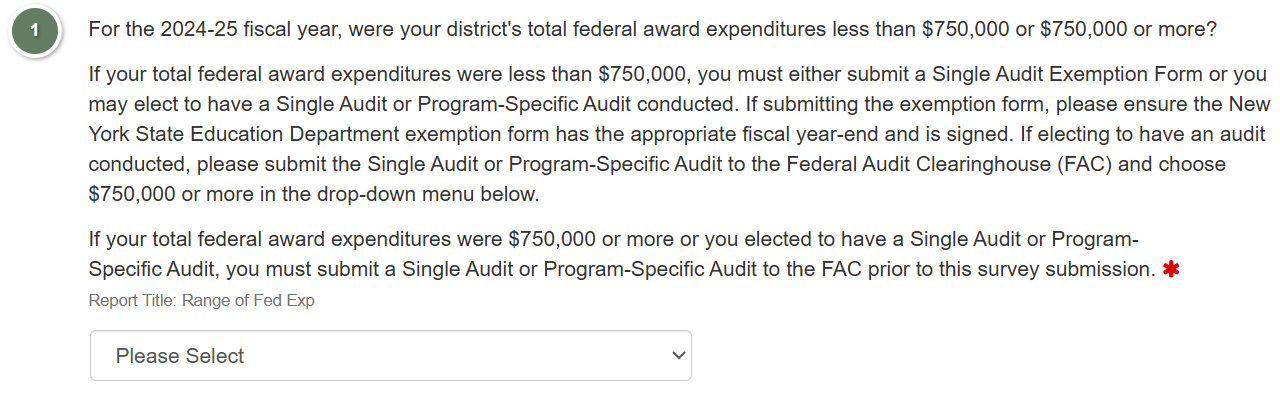 1
For the 2024-25 fiscal year, were your district's total federal award expenditures less than $750,000 or $750,000 or more?
If your total federal award expenditures were less than $750,000, you must either submit a Single Audit Exemption Form or you
may elect to have a Single Audit or Program-Specific Audit conducted. If submitting the exemption form, please ensure the New
York State Education Department exemption form has the appropriate fiscal year-end and is signed. If electing to have an audit
conducted, please submit the Single Audit or Program-Specific Audit to the Federal Audit Clearinghouse (FAC) and choose
$750,000 or more in the drop-down menu below.
If your total federal award expenditures were $750,000 or more or you elected to have a Single Audit or Program-
Specific Audit, you must submit a Single Audit or Program-Specific Audit to the FAC prior to this survey submission. ✱
Report Title: Range of Fed Exp
Please Select